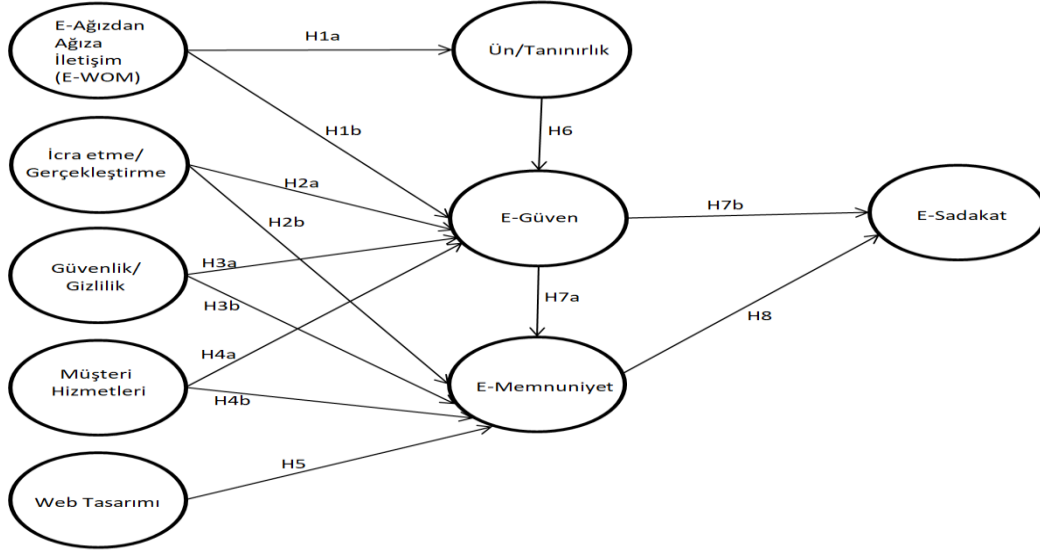 E-Ağızdan
Ağıza
İletişim
(E-WOM)
H1a
Ün/Tanınırlık
H1b
H6
İcra etme/
Gerçekleştirme
H2a
H2b
E-Güven
H7b
E-Sadakat
Güvenlik/
Gizlilik
H3a
H3b
H7a
H8
Müşteri
Hizmetleri
H4a
H4b
E-Memnuniyet
H5
Web Tasarımı